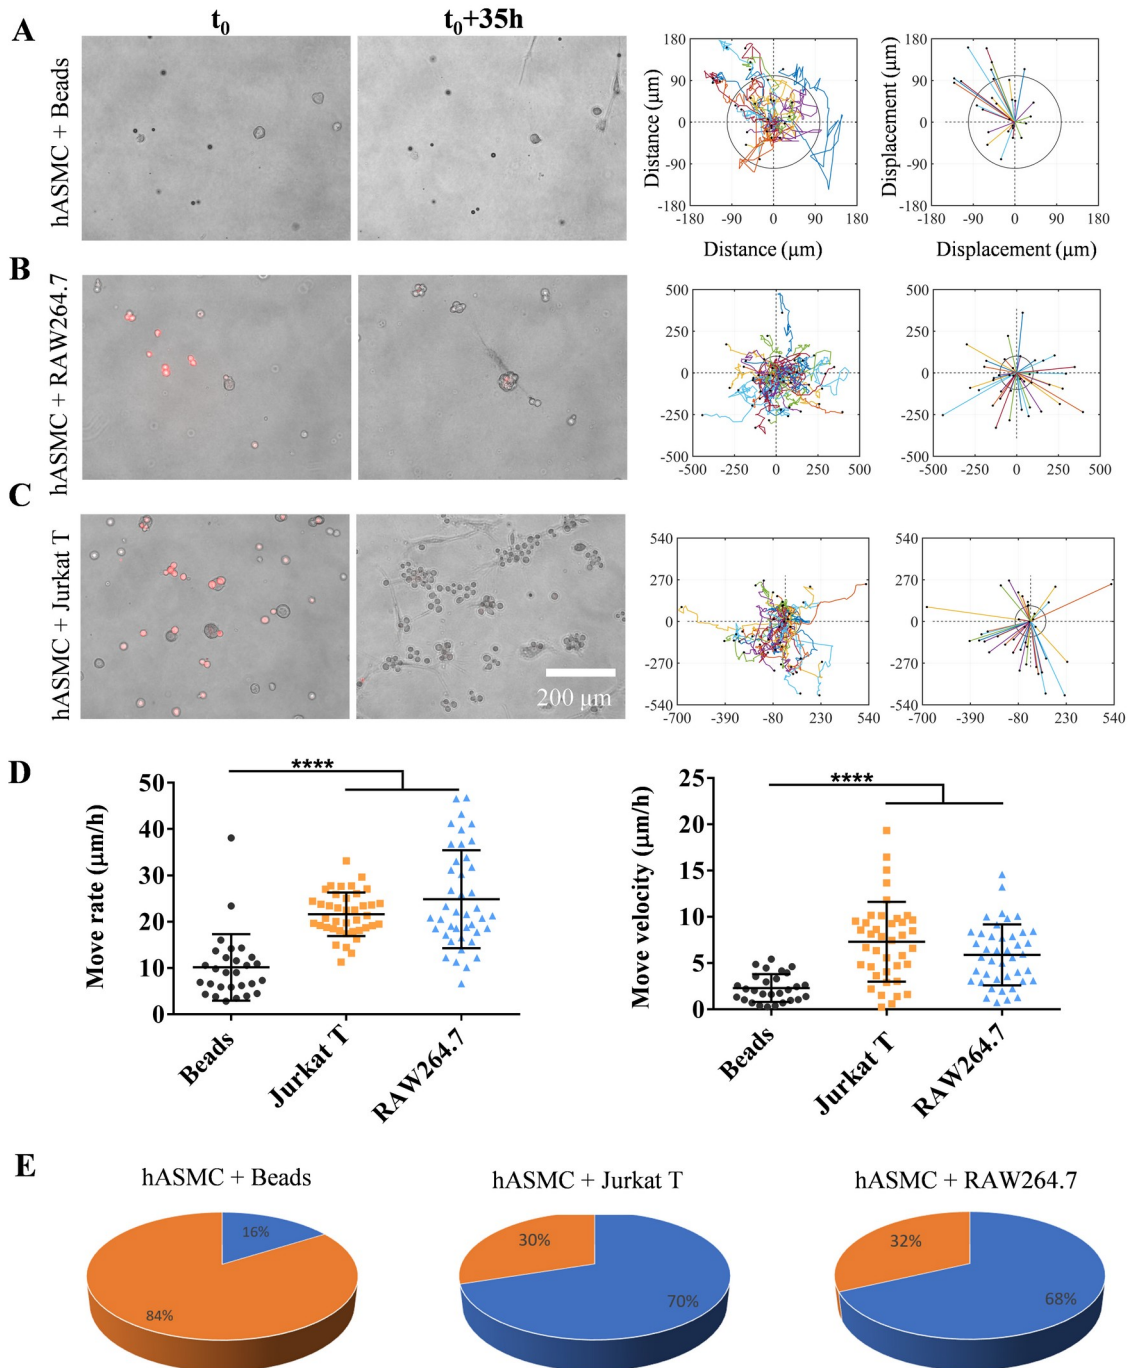 t0
t0+35h
A
hASMC + Beads
Distance (μm)
180
90
0
-90
-180
-180 -90 0 90 180
Distance (μm)
Displacement (μm)
180
90
0
-90
-180
-180 -90 0 90 180
Displacement (μm)
B
hASMC + RAW264.7
500
250
0
-250
-500
-500 -250 0 250 500
500
250
0
-250
-500
-500 -250 0 250 500
C
hASMC + Jurkat T
200 μm
540
270
0
-270
-540
-700 -390 -80 230 540
540
270
0
-270
-540
-700 -390 -80 230 540
D
Move rate (μm/h)
50
40
30
20
10
0
****
Beads
Jurkat T
RAW264.7
Move velocity (μm/h)
25
20
15
10
5
0
****
Beads
Jurkat T
RAW264.7
E
hASMC + Beads
16%
84%
hASMC + Jurkat T
30%
70%
hASMC + RAW264.7
32%
68%